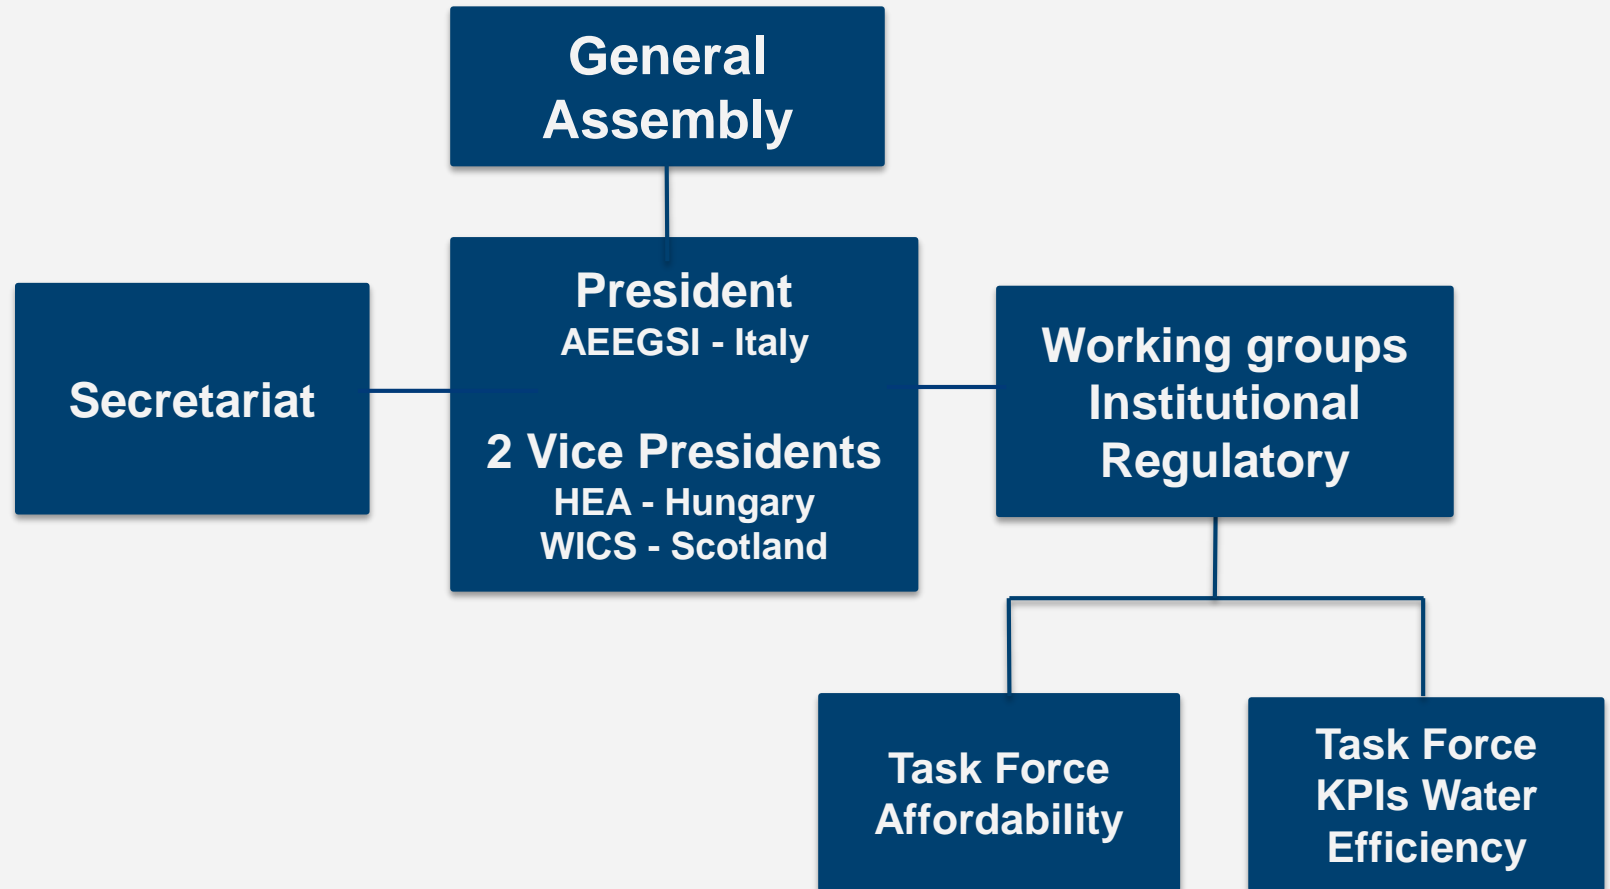 General
Assembly
President
AEEGSI - Italy
2 Vice Presidents
HEA - Hungary
WICS - Scotland
Secretariat
Working groups
Institutional
Regulatory
Task Force
Affordability
Task Force
KPIs Water
Efficiency